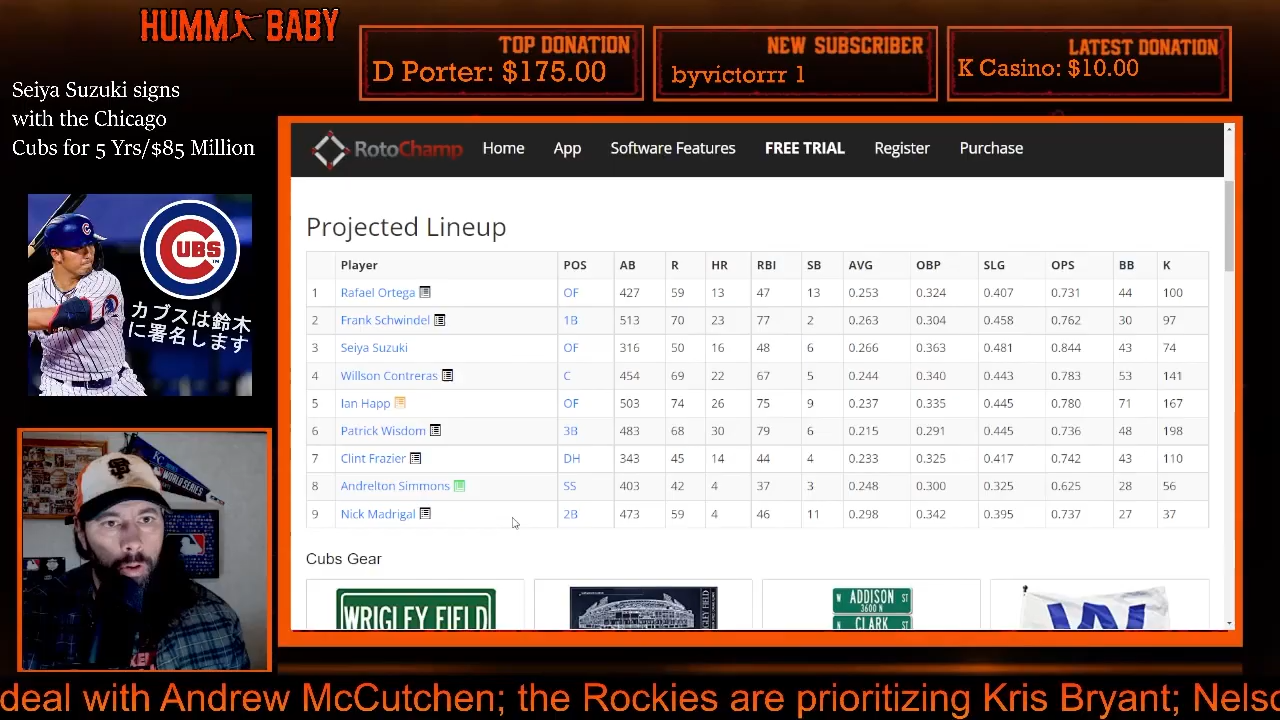 HUMM BABY
TOP DONATION
D Porter: $175.00
NEW SUBSCRIBER
byvictorrr 1
LATEST DONATION
K Casino: $10.00
Seiya Suzuki signs
with the Chicago
Cubs for 5 Yrs/$85 Million
CUBS
カブスは鈴木
に署名します
RotoChamp Home App Software Features FREE TRIAL Register Purchase
Projected Lineup
Player POS AB R HR RBI SB AVG OBP SLG OPS BB K
1 Rafael Ortega OF 427 59 13 47 13 0.253 0.324 0.407 0.731 44 100
2 Frank Schwindel 1B 513 70 23 77 2 0.263 0.304 0.458 0.762 30 97
3 Seiya Suzuki OF 316 50 16 48 6 0.266 0.363 0.481 0.844 43 74
4 Willson Contreras C 454 69 22 67 5 0.244 0.340 0.443 0.783 53 141
5 Ian Happ OF 503 74 26 75 9 0.237 0.335 0.445 0.780 71 167
6 Patrick Wisdom 3B 483 68 30 79 6 0.215 0.291 0.445 0.736 48 198
7 Clint Frazier DH 343 45 14 44 4 0.233 0.325 0.417 0.742 43 110
8 Andrelton Simmons SS 403 42 4 37 3 0.248 0.300 0.325 0.625 28 56
9 Nick Madrigal 2B 473 59 4 46 11 0.295 0.342 0.395 0.737 27 37
Cubs Gear
WRIGLEY FIELD
WRIGLEY FIELD
W ADDISON ST
3600 N
CLARK ST
W
WORLD SERIES
deal with Andrew McCutchen; the Rockies are prioritizing Kris Bryant; Nelso